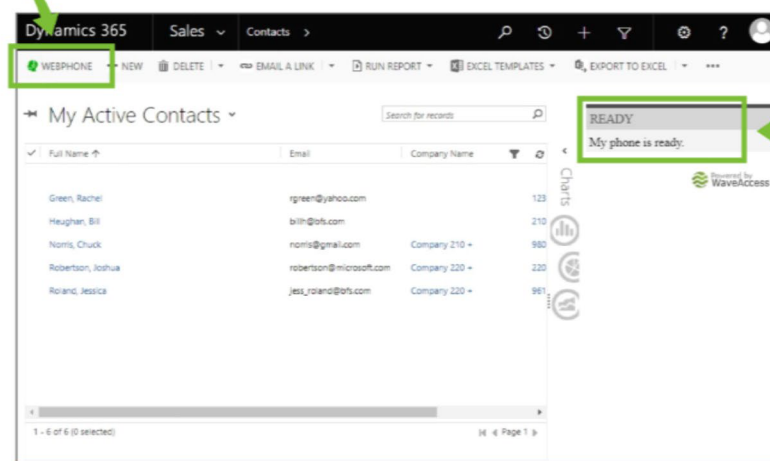 Dynamics 365 Sales Contacts >
WEBPHONE NEW DELETE EMAIL A LINK RUN REPORT EXCEL TEMPLATES EXPORT TO EXCEL
My Active Contacts
Search for records
READY
My phone is ready.
Full Name Email Company Name
Charts
Powered by
WaveAccess
Green, Rachel rgreen@yahoo.com 123
Heughan, Bill billh@bfs.com 210
Norris, Chuck norris@gmail.com Company 210 + 980
Robertson, Joshua robertson@microsoft.com Company 220 + 220
Roland, Jessica jess_roland@bfs.com Company 220 + 961
1 - 6 of 6 (0 selected) Page 1